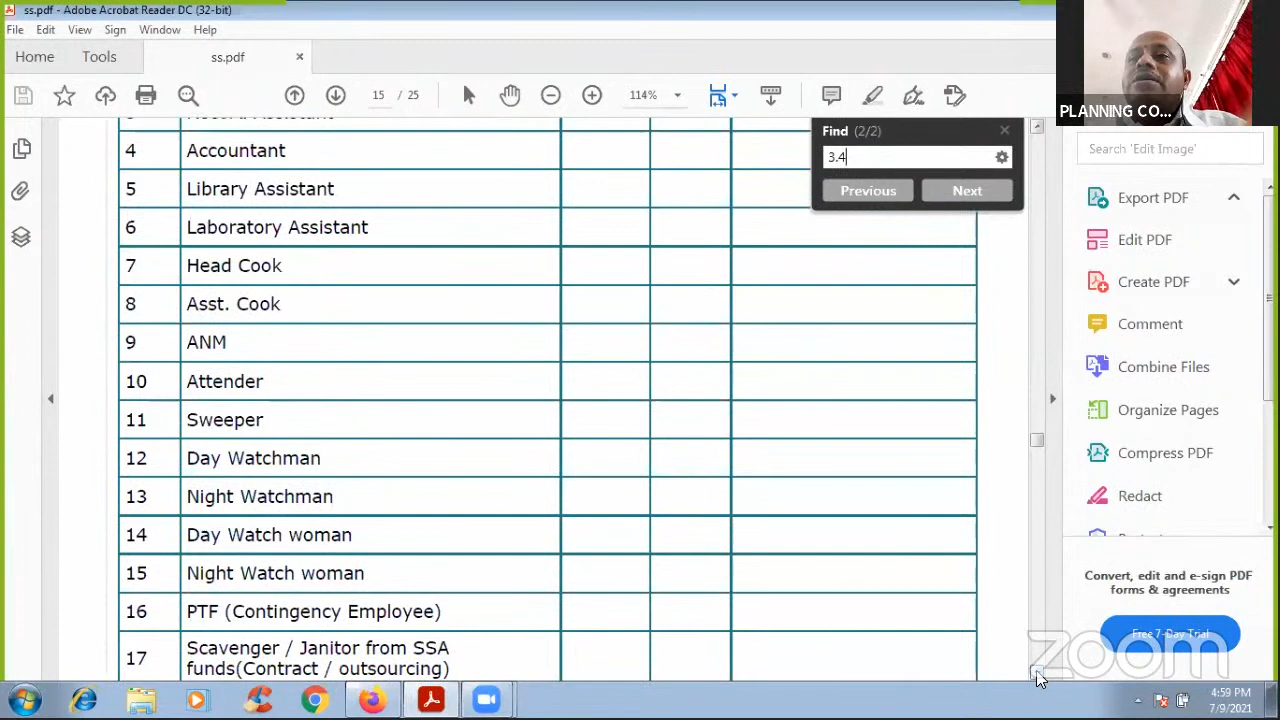 ss.pdf - Adobe Acrobat Reader DC (32-bit)
File Edit View Sign Window Help
Home Tools ss.pdf ×
15 / 25 114%
Find (2/2)
3.4
Previous Next
4 Accountant
5 Library Assistant
6 Laboratory Assistant
7 Head Cook
8 Asst. Cook
9 ANM
10 Attender
11 Sweeper
12 Day Watchman
13 Night Watchman
14 Day Watch woman
15 Night Watch woman
16 PTF (Contingency Employee)
17 Scavenger / Janitor from SSA
funds(Contract / outsourcing)
PLANNING CO...
Search 'Edit Image'
Export PDF
Edit PDF
Create PDF
Comment
Combine Files
Organize Pages
Compress PDF
Redact
Convert, edit and e-sign PDF
forms & agreements
Free 7-Day Trial
zoom
4:59 PM
7/9/2021